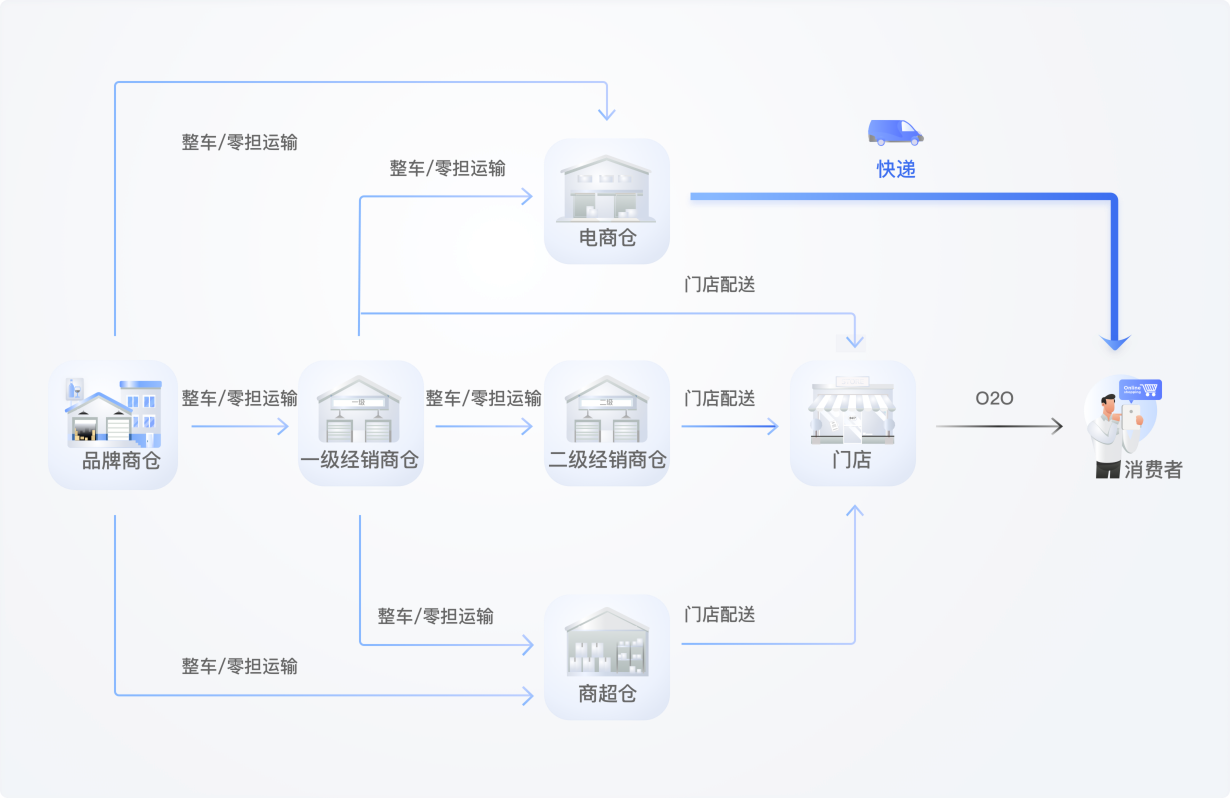 整车/零担运输
快递
整车/零担运输
电商仓
门店配送
整车/零担运输
整车/零担运输
门店配送
O2O
Online
一级
二级
品牌商仓
一级经销商仓
二级经销商仓
门店
消费者
整车/零担运输
门店配送
整车/零担运输
商超仓